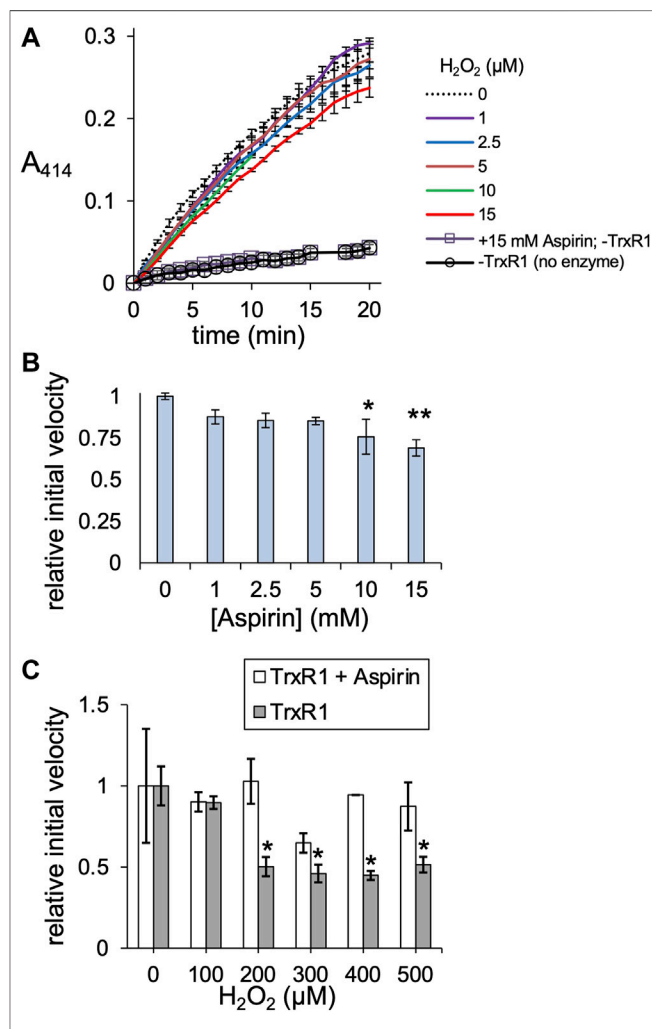 A
0.3
0.2
0.1
0
A₄₁₄
0 5 10 15 20
time (min)
H₂O₂ (µM)
0
1
2.5
5
10
15
+15 mM Aspirin; -TrxR1
-TrxR1 (no enzyme)
B
relative initial velocity
1
0.75
0.5
0.25
0
* **
0 1 2.5 5 10 15
[Aspirin] (mM)
C
TrxR1 + Aspirin
TrxR1
relative initial velocity
1.5
1
0.5
0
* * * *
0 100 200 300 400 500
H₂O₂ (µM)